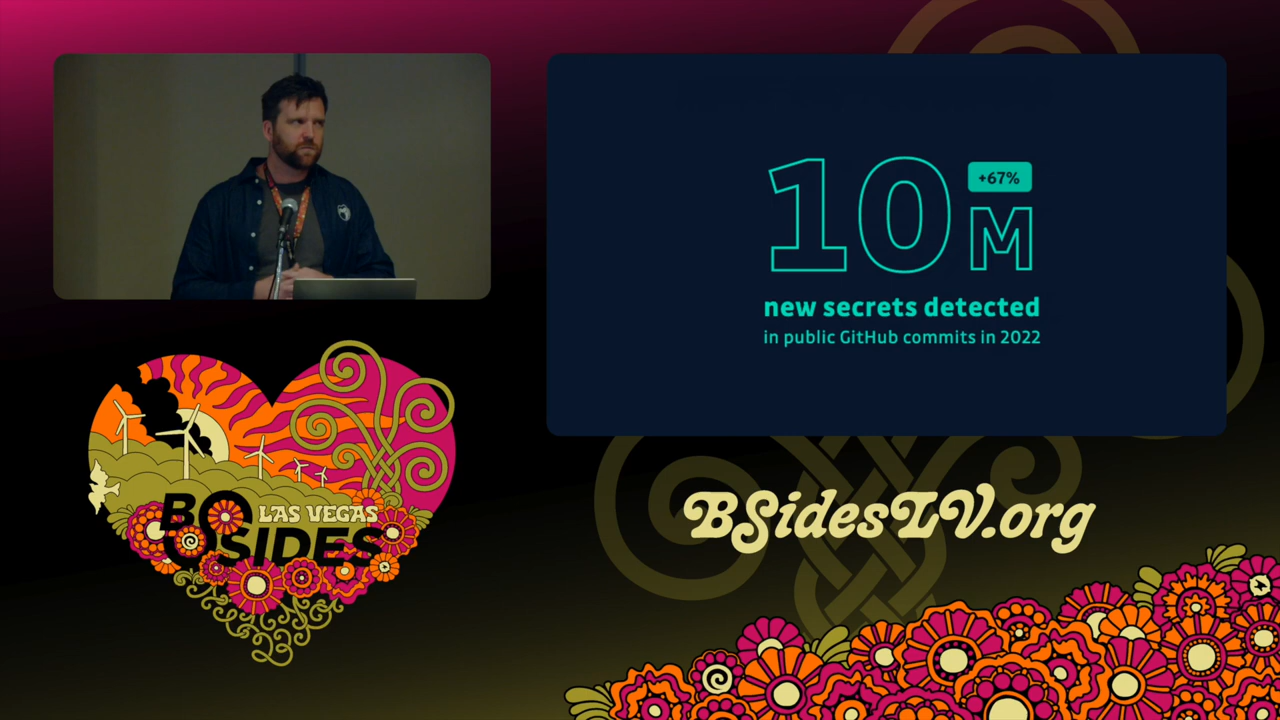 10
+67%
M
new secrets detected
in public GitHub commits in 2022
LAS VEGAS
BSIDES
BSidesLV.org